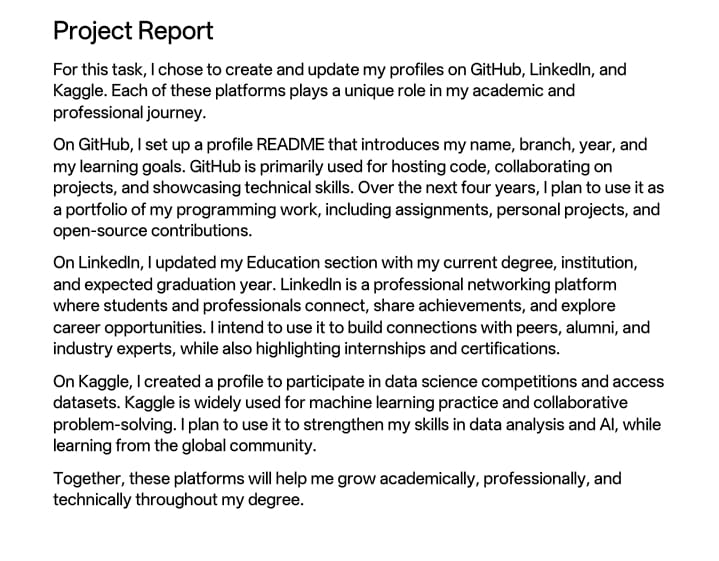 Project Report
For this task, I chose to create and update my profiles on GitHub, LinkedIn, and
Kaggle. Each of these platforms plays a unique role in my academic and
professional journey.
On GitHub, I set up a profile README that introduces my name, branch, year, and
my learning goals. GitHub is primarily used for hosting code, collaborating on
projects, and showcasing technical skills. Over the next four years, I plan to use it as
a portfolio of my programming work, including assignments, personal projects, and
open-source contributions.
On LinkedIn, I updated my Education section with my current degree, institution,
and expected graduation year. LinkedIn is a professional networking platform
where students and professionals connect, share achievements, and explore
career opportunities. I intend to use it to build connections with peers, alumni, and
industry experts, while also highlighting internships and certifications.
On Kaggle, I created a profile to participate in data science competitions and access
datasets. Kaggle is widely used for machine learning practice and collaborative
problem-solving. I plan to use it to strengthen my skills in data analysis and AI, while
learning from the global community.
Together, these platforms will help me grow academically, professionally, and
technically throughout my degree.